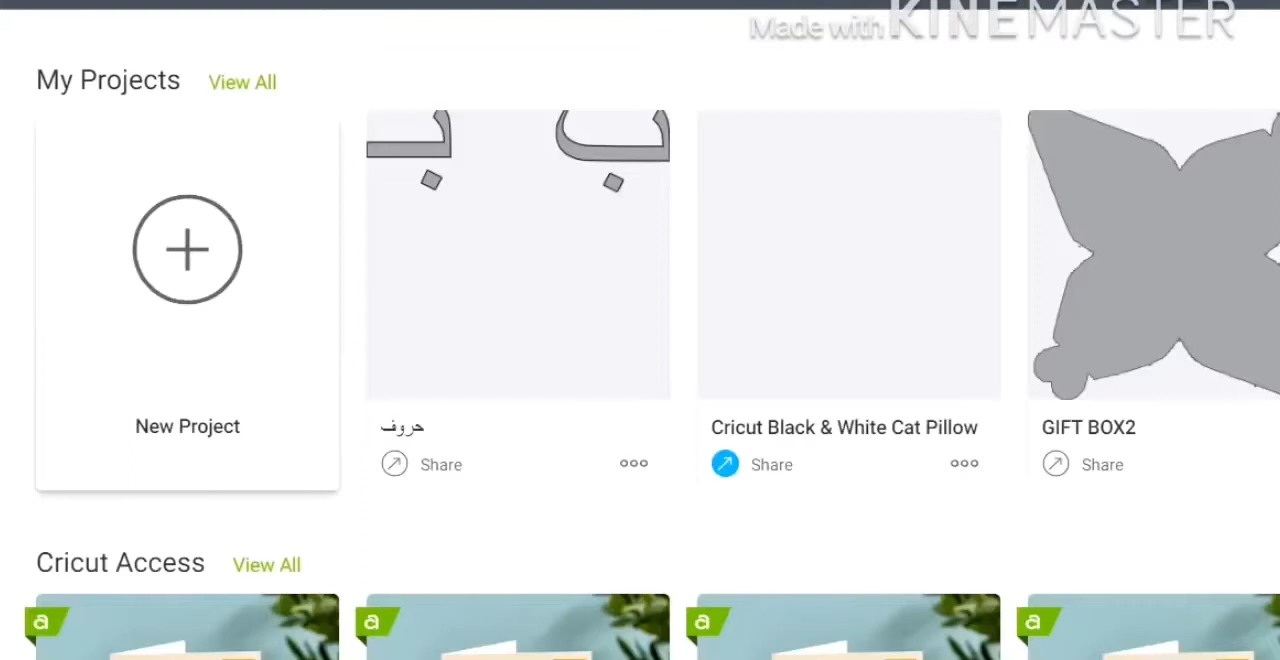 Made with KINEMASTER
My Projects View All
New Project
حروف
Share
Cricut Black & White Cat Pillow
Share
GIFT BOX2
Share
Cricut Access View All
a
a
a
a